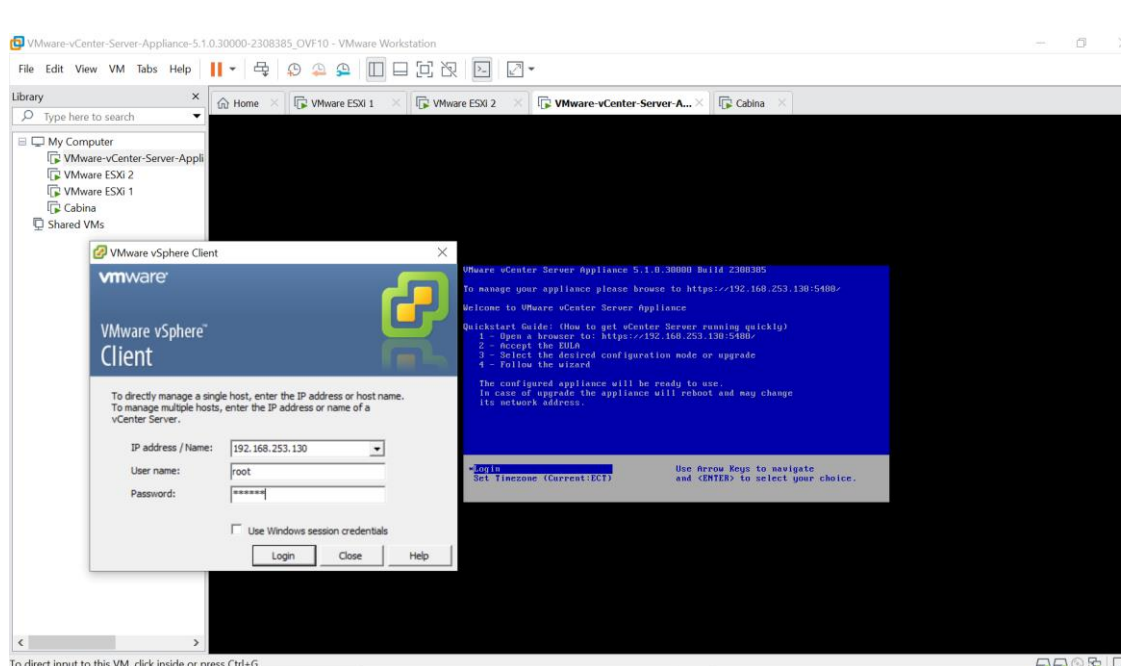 VMware-vCenter-Server-Appliance-5.1.0.30000-2308385_OVF10 - VMware Workstation
File Edit View VM Tabs Help
Library
Type here to search
My Computer
VMware-vCenter-Server-Appli
VMware ESXi 2
VMware ESXi 1
Cabina
Shared VMs
Home
VMware ESXi 1
VMware ESXi 2
VMware-vCenter-Server-A...
Cabina
VMware vSphere Client
vmware
VMware vSphere™
Client
To directly manage a single host, enter the IP address or host name.
To manage multiple hosts, enter the IP address or name of a
vCenter Server.
IP address / Name: 192.168.253.130
User name: root
Password: ******
Use Windows session credentials
Login Close Help
VMware vCenter Server Appliance 5.1.0.30000 Build 2308385
To manage your appliance please browse to https://192.168.253.130:5480/
Welcome to VMware vCenter Server Appliance
Quickstart Guide: (How to get vCenter Server running quickly)
1 - Open a browser to: https://192.168.253.130:5480/
2 - Accept the EULA
3 - Select the desired configuration mode or upgrade
4 - Follow the wizard
The configured appliance will be ready to use.
In case of upgrade the appliance will reboot and may change
its network address.
Login
Set Timezone (Current:ECT)
Use Arrow Keys to navigate
and <ENTER> to select your choice.
To direct input to this VM, click inside or press Ctrl+G.